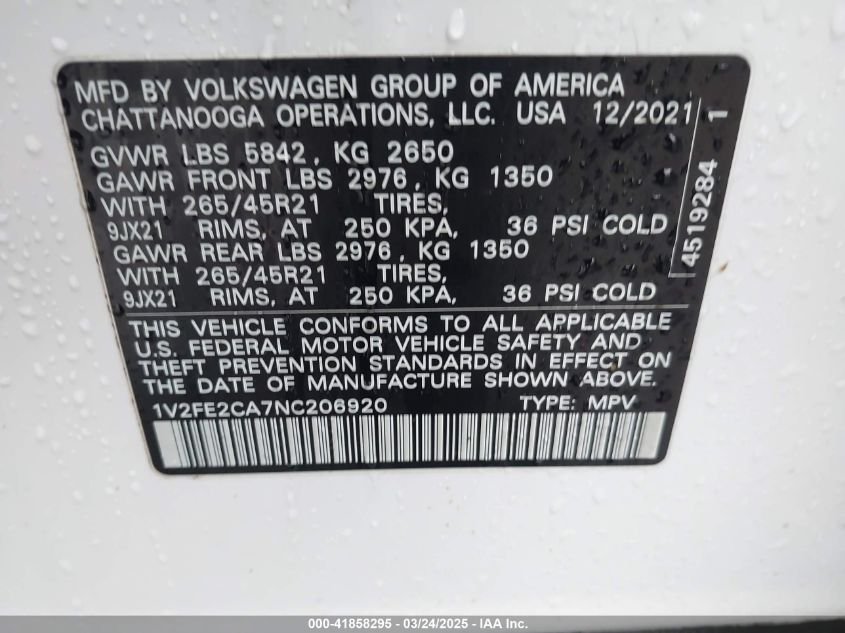 MFD BY VOLKSWAGEN GROUP OF AMERICA
CHATTANOOGA OPERATIONS, LLC. USA 12/2021
GVWR LBS 5842, KG 2650
GAWR FRONT LBS 2976, KG 1350
WITH 265/45R21 TIRES,
9JX21 RIMS, AT 250 KPA, 36 PSI COLD
GAWR REAR LBS 2976, KG 1350
WITH 265/45R21 TIRES,
9JX21 RIMS, AT 250 KPA, 36 PSI COLD
THIS VEHICLE CONFORMS TO ALL APPLICABLE
U.S. FEDERAL MOTOR VEHICLE SAFETY AND
THEFT PREVENTION STANDARDS IN EFFECT ON
THE DATE OF MANUFACTURE SHOWN ABOVE.
1V2FE2CA7NC206920 TYPE: MPV
4519284 1
000-41858295 - 03/24/2025 - IAA Inc.